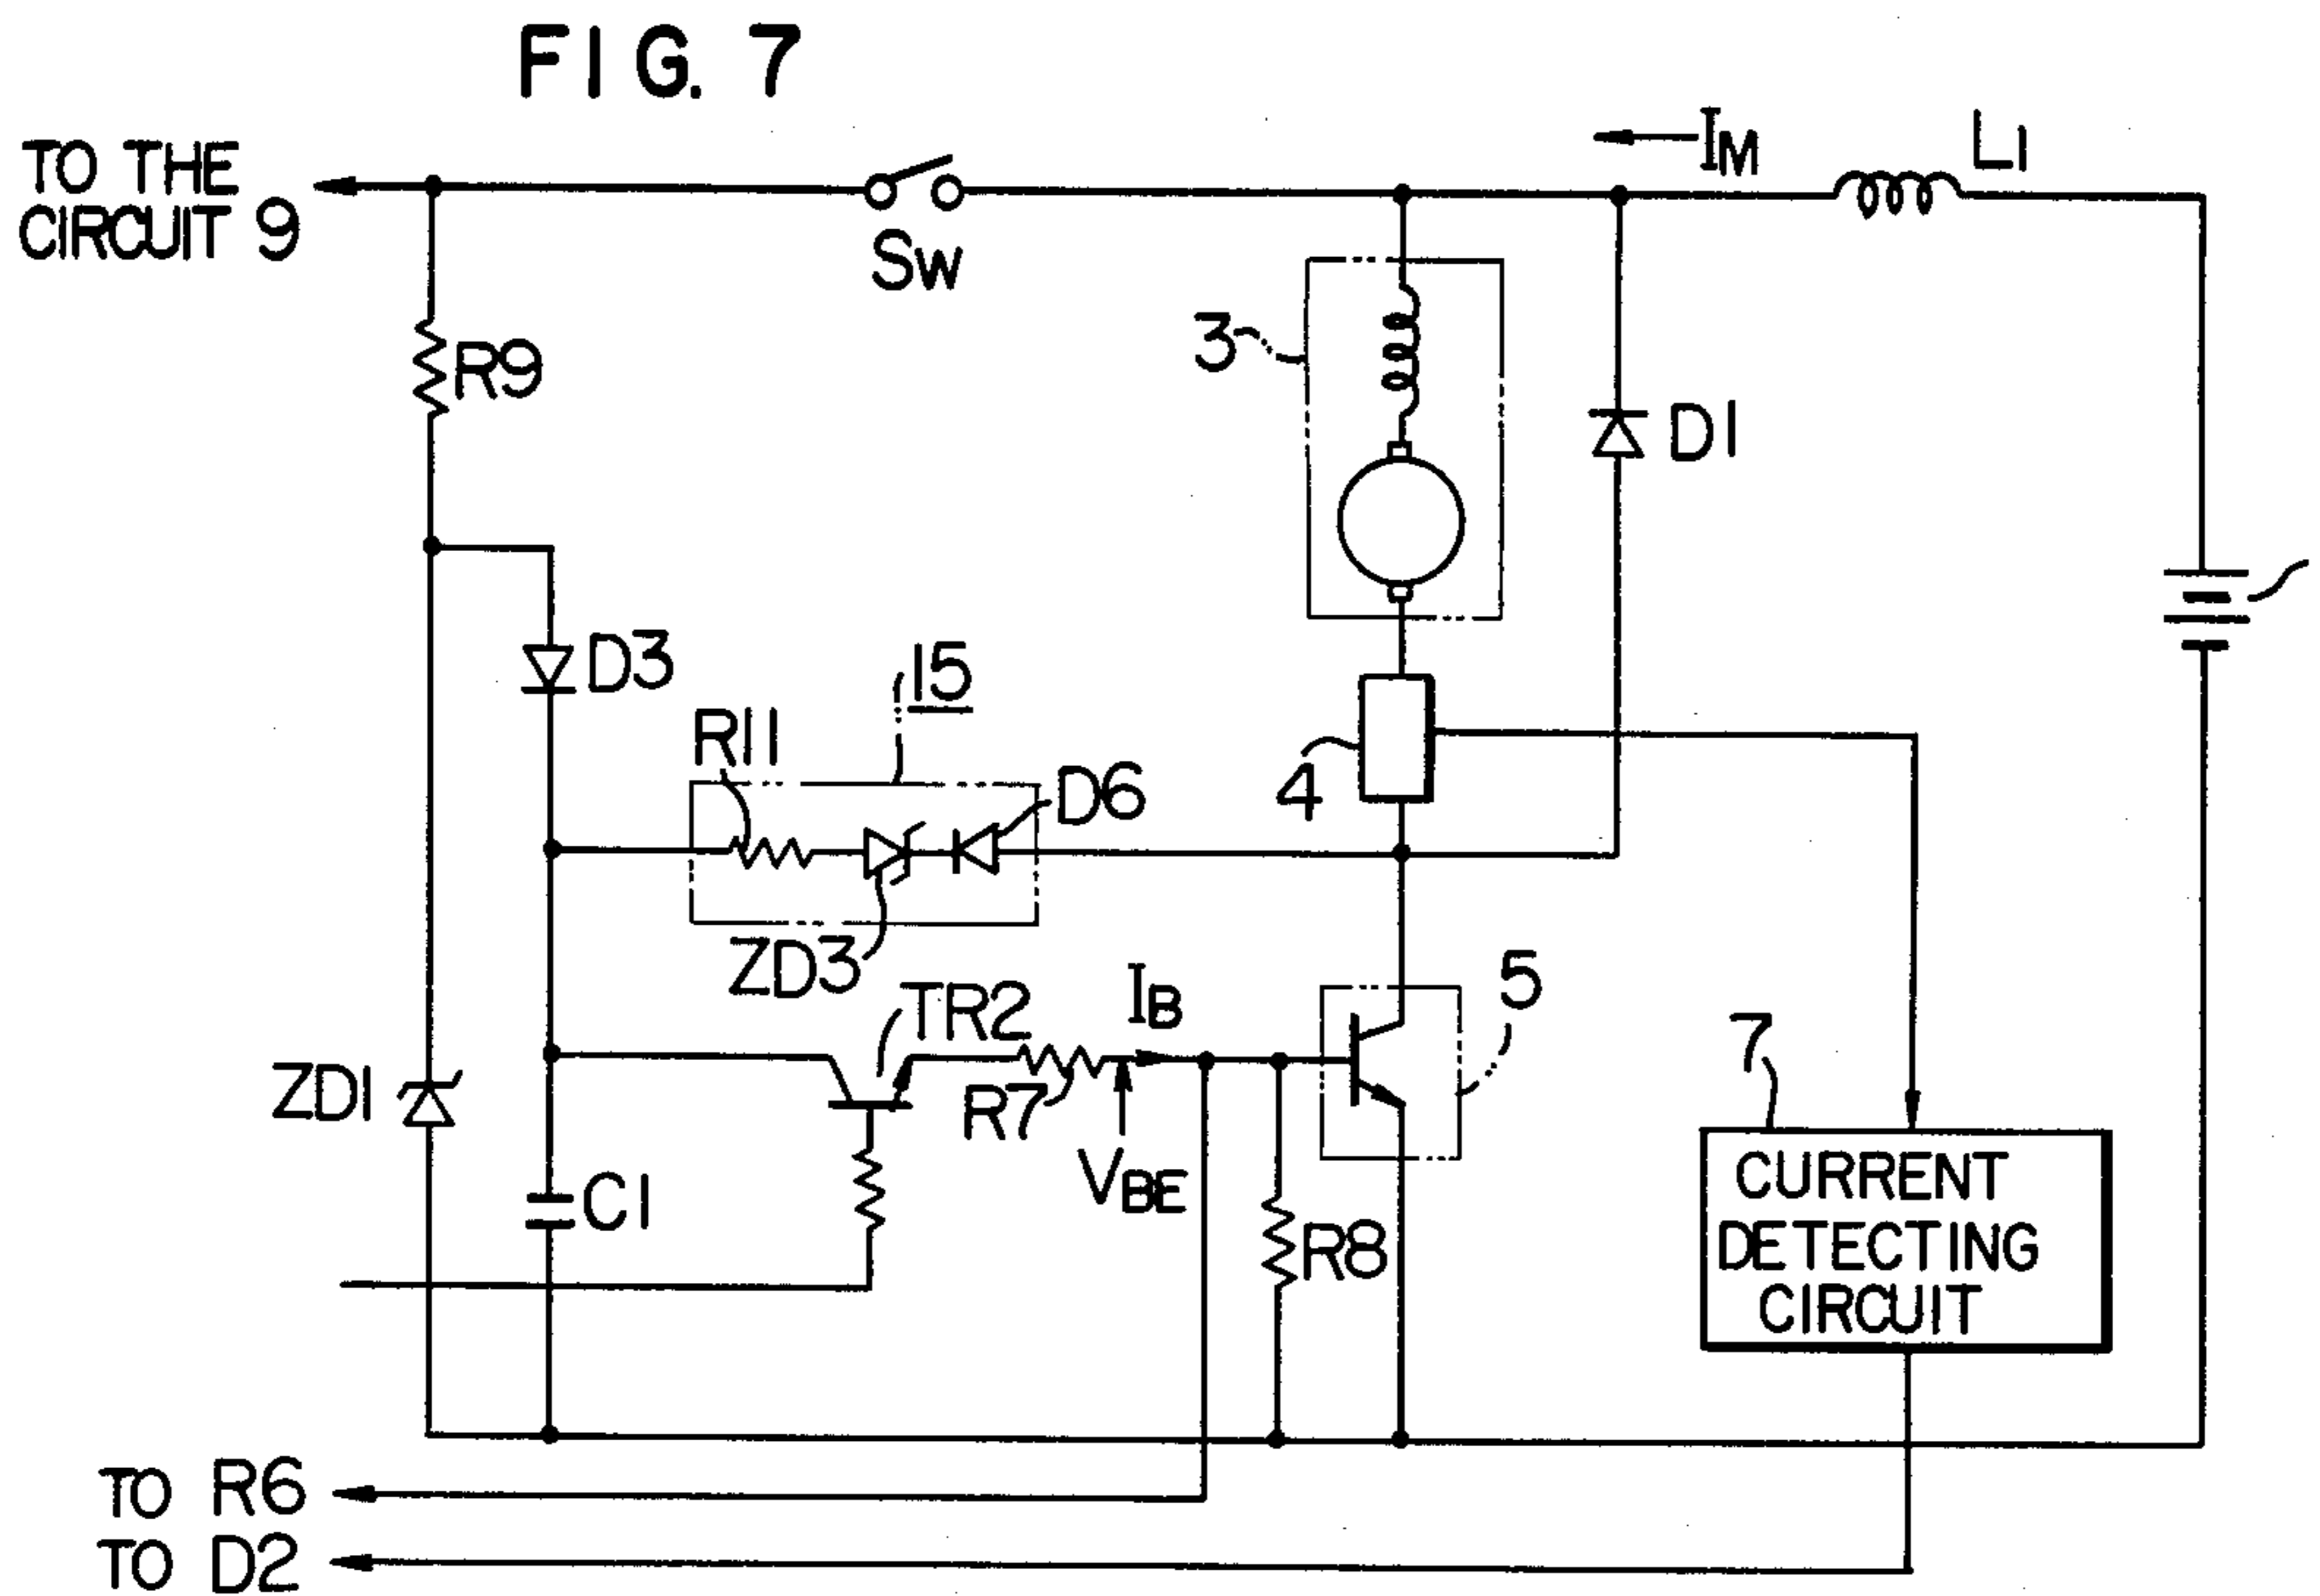 FIG. 7
TO THE
CIRCUIT 9
SW
IM
L1
R9
3
D1
D3
15
R11
D6
4
ZD3
TR2
IB
5
7
ZD1
R7
VBE
C1
R8
CURRENT
DETECTING
CIRCUIT
TO R6
TO D2